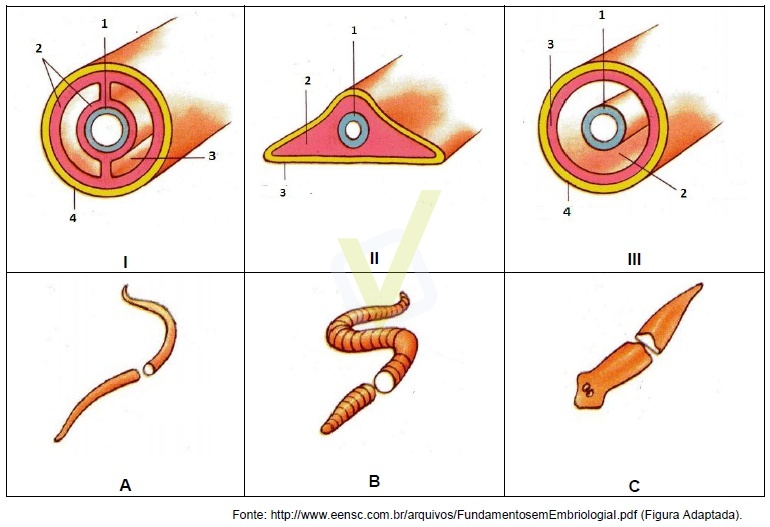 1
2
3
4
I
1
2
3
II
1
3
2
4
III
A
B
C
Fonte: http://www.eensc.com.br/arquivos/FundamentosemEmbriologiaI.pdf (Figura Adaptada).